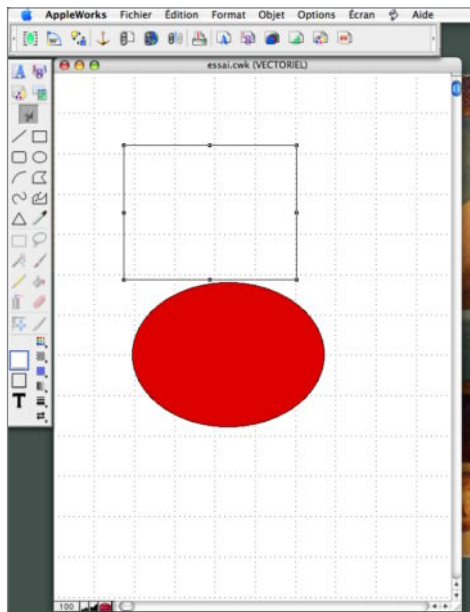 AppleWorks Fichier Édition Format Objet Options Écran Aide
essai.cwk (VECTORIEL)
A
T
100